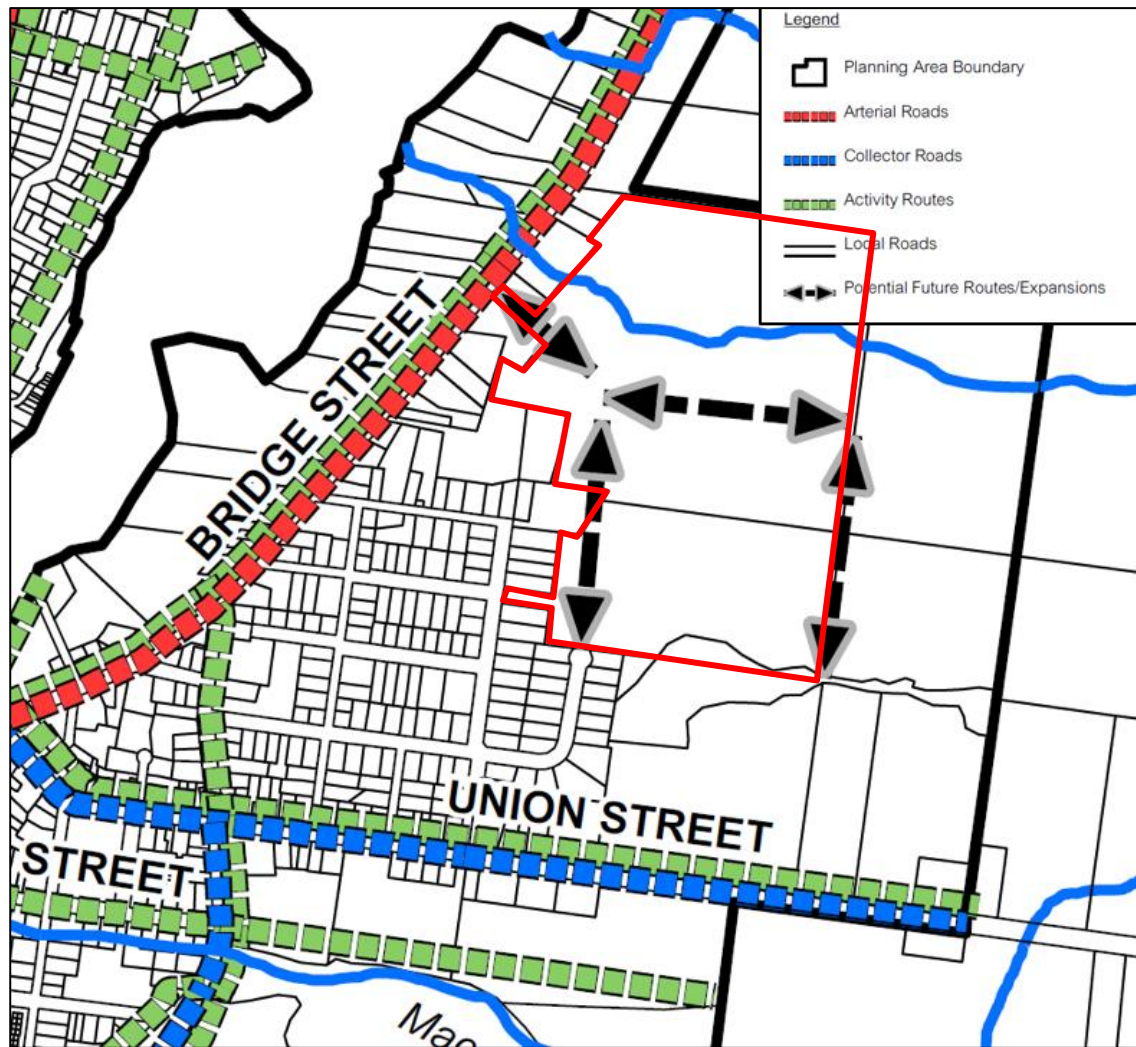 Legend
Planning Area Boundary
Arterial Roads
Collector Roads
Activity Routes
Local Roads
Potential Future Routes/Expansions
BRIDGE STREET
UNION STREET
STREET